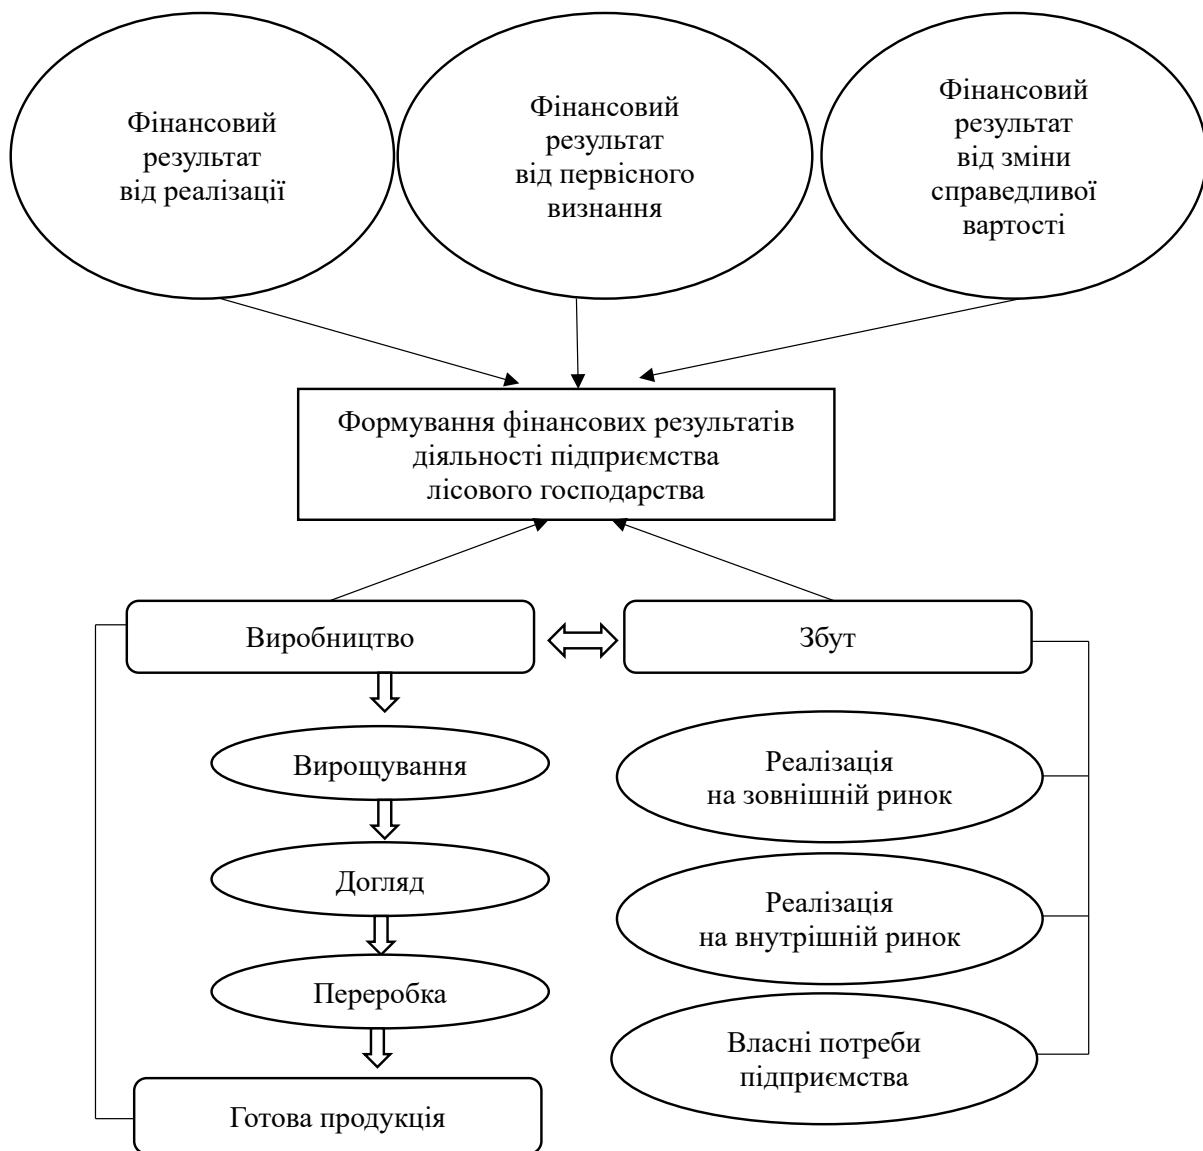 Фінансовий
результат
від реалізації
Фінансовий
результат
від первісного
визнання
Фінансовий
результат
від зміни
справедливої
вартості
Формування фінансових результатів
діяльності підприємства
лісового господарства
Виробництво
Збут
Вирощування
Догляд
Переробка
Готова продукція
Реалізація
на зовнішній ринок
Реалізація
на внутрішній ринок
Власні потреби
підприємства